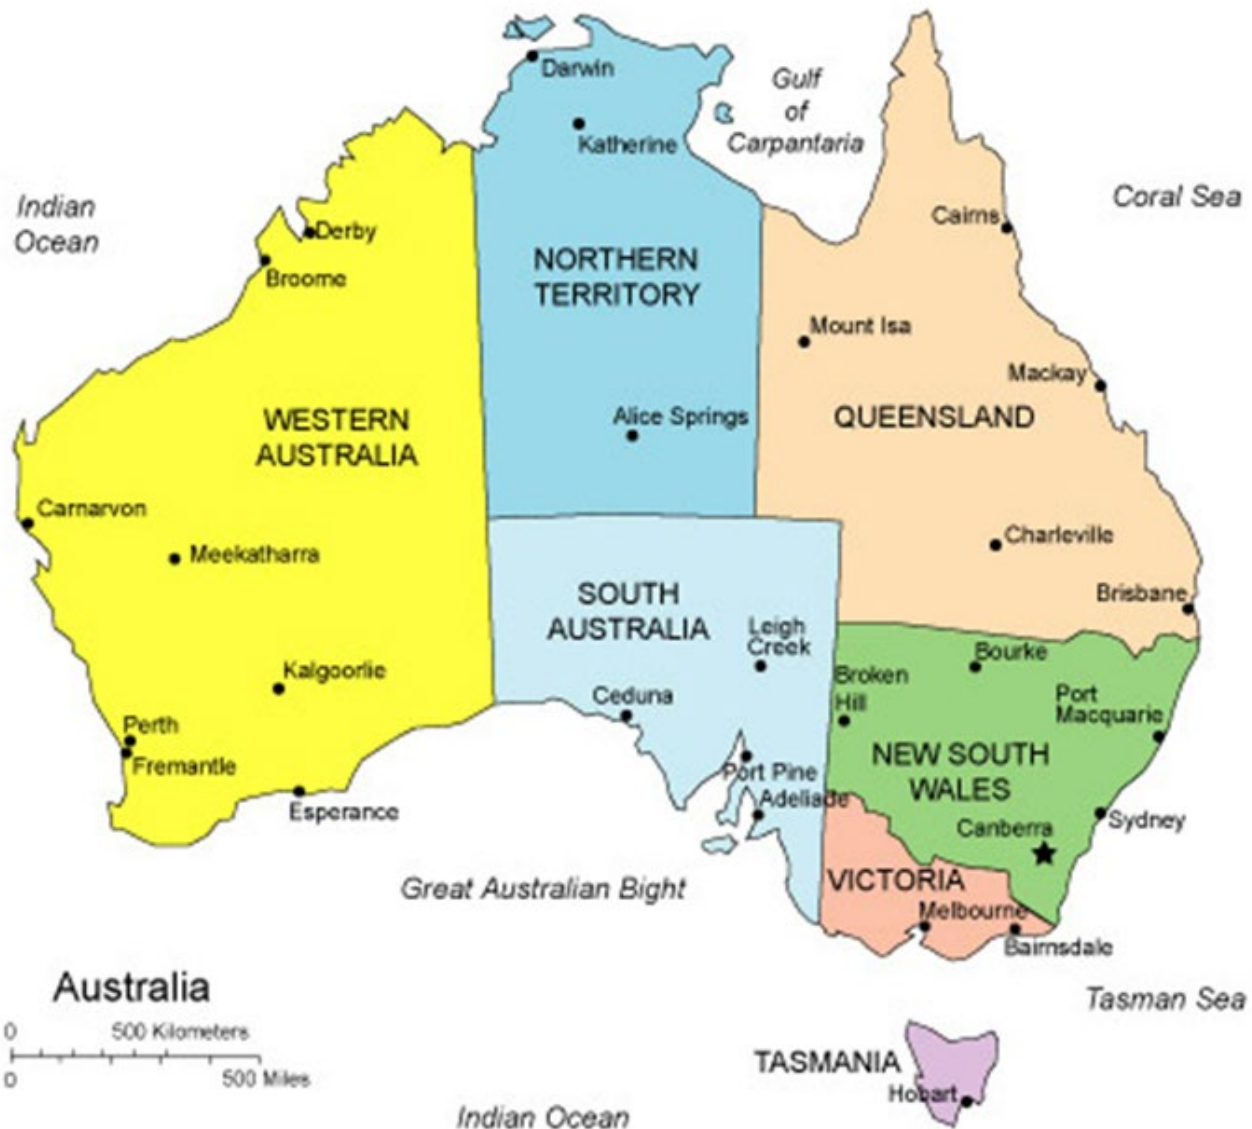 Darwin
Gulf
of
Carpantaria
Katherine
Indian
Ocean
Coral Sea
Cairns
Derby
Broome
NORTHERN
TERRITORY
Mount Isa
Mackay
WESTERN
AUSTRALIA
Alice Springs
QUEENSLAND
Carnarvon
Meekatharra
Charleville
Brisbane
SOUTH
AUSTRALIA
Leigh
Creek
Bourke
Broken
Hill
Kalgoorlie
Ceduna
Port
Macquarie
Perth
Fremantle
NEW SOUTH
WALES
Port Pine
Adeliade
Esperance
Sydney
Canberra
Great Australian Bight
VICTORIA
Melbourne
Bairnsdale
Australia
Tasman Sea
0 500 Kilometers
0 500 Miles
TASMANIA
Hobart
Indian Ocean